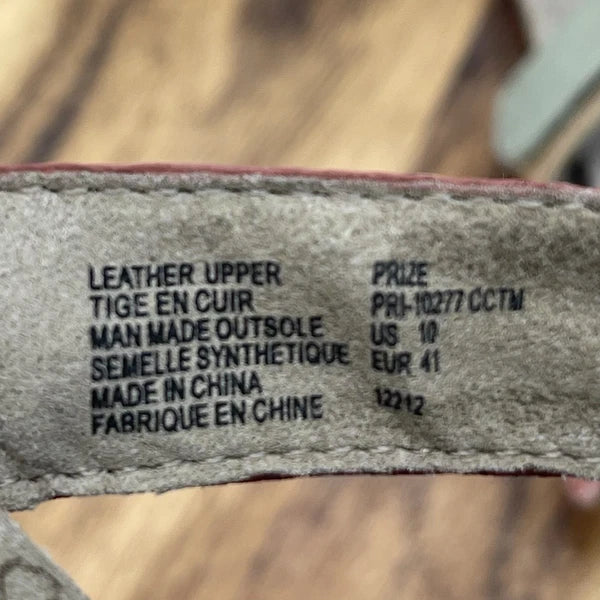 LEATHER UPPER
TIGE EN CUIR
MAN MADE OUTSOLE
SEMELLE SYNTHETIQUE
MADE IN CHINA
FABRIQUE EN CHINE
PRIZE
PRI-10277 CCTM
US 10
EUR 41
12212